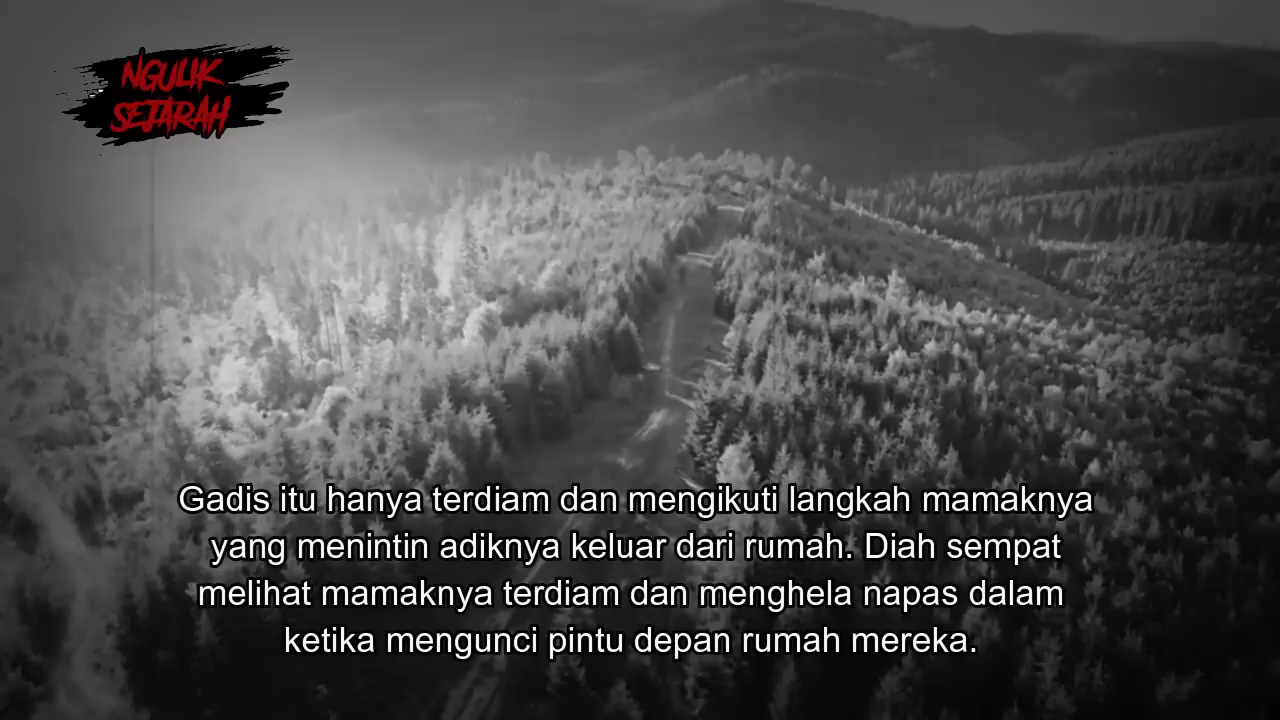 NGULIK
SEJARAH
Gadis itu hanya terdiam dan mengikuti langkah mamaknya
yang menintin adiknya keluar dari rumah. Diah sempat
melihat mamaknya terdiam dan menghela napas dalam
ketika mengunci pintu depan rumah mereka.